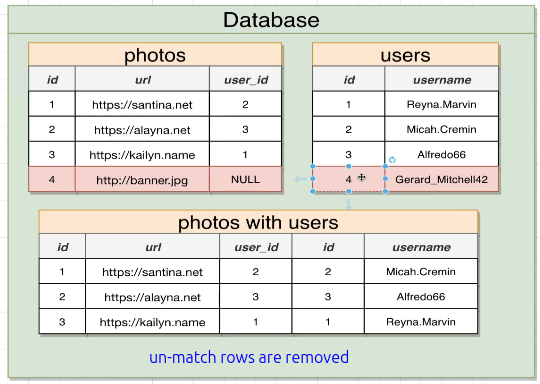 Database
photos
id url user_id
1 https://santina.net 2
2 https://alayna.net 3
3 https://kailyn.name 1
4 http://banner.jpg NULL
users
id username
1 Reyna.Marvin
2 Micah.Cremin
3 Alfredo66
4 Gerard_Mitchell42
photos with users
id url user_id id username
1 https://santina.net 2 2 Micah.Cremin
2 https://alayna.net 3 3 Alfredo66
3 https://kailyn.name 1 1 Reyna.Marvin
un-match rows are removed